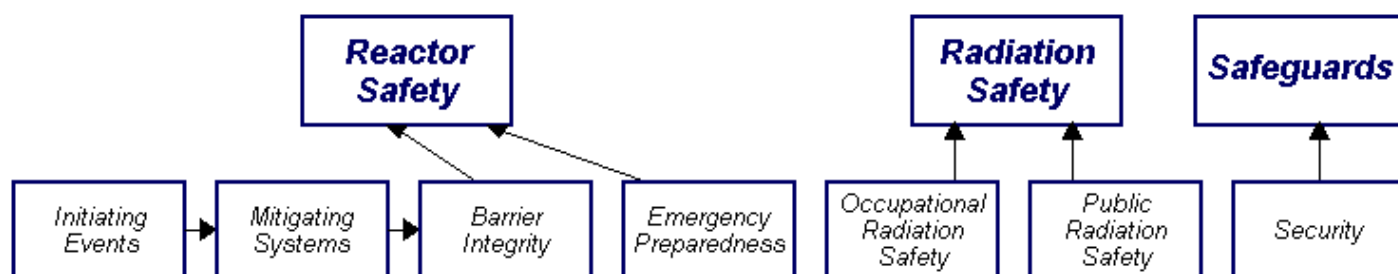 Reactor
Safety
Radiation
Safety
Safeguards
Initiating
Events
Mitigating
Systems
Barrier
Integrity
Emergency
Preparedness
Occupational
Radiation
Safety
Public
Radiation
Safety
Security